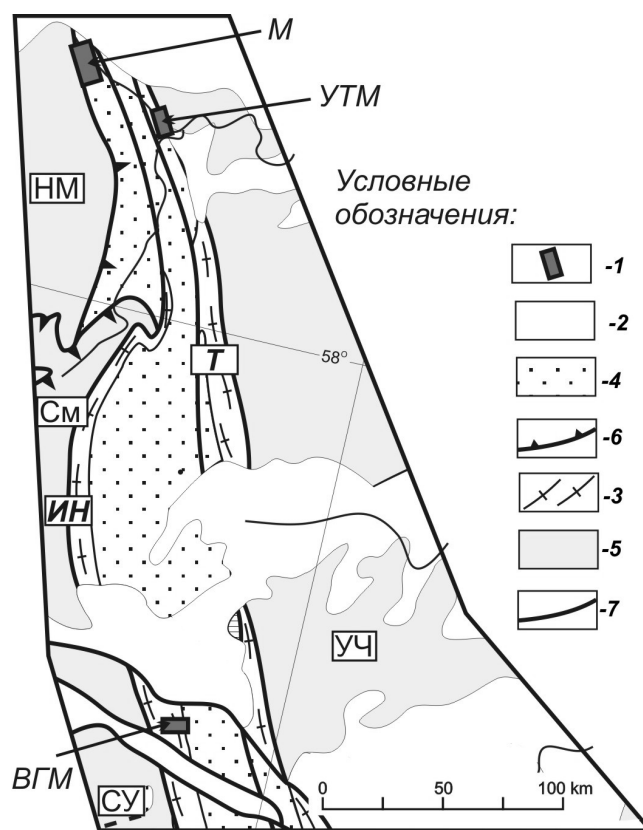 М
УТМ
НМ
Условные
обозначения:
-1
-2
58°
Т
-4
См
-6
ИН
-3
-5
УЧ
-7
ВГМ
СУ
0 50 100 km